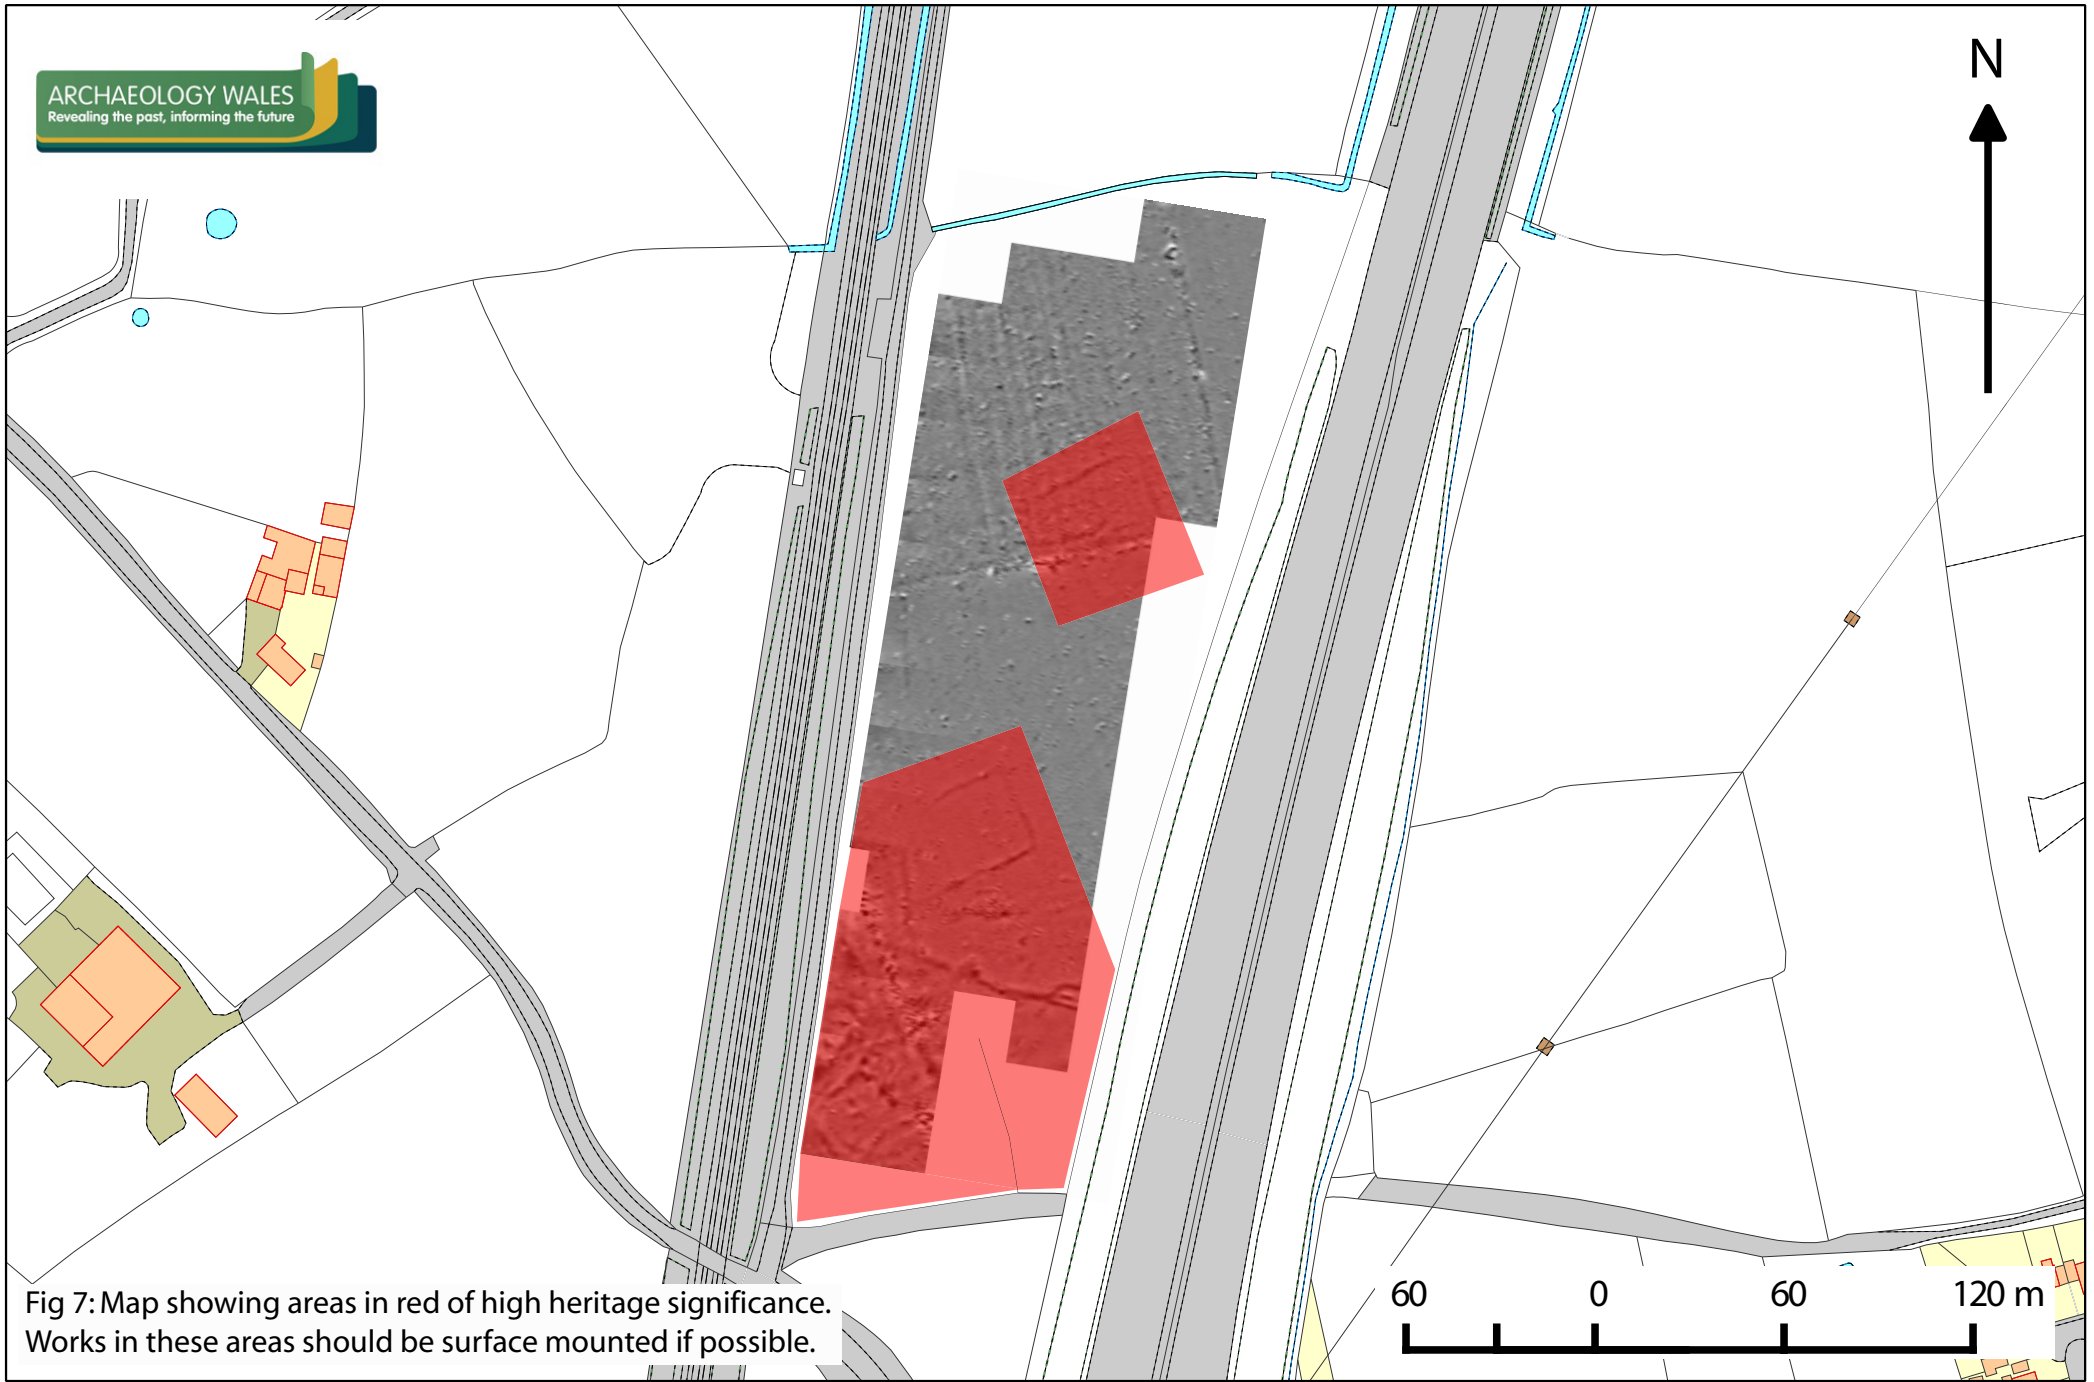 ARCHAEOLOGY WALES
Revealing the past, informing the future
N
Fig 7: Map showing areas in red of high heritage significance.
Works in these areas should be surface mounted if possible.
60 0 60 120 m